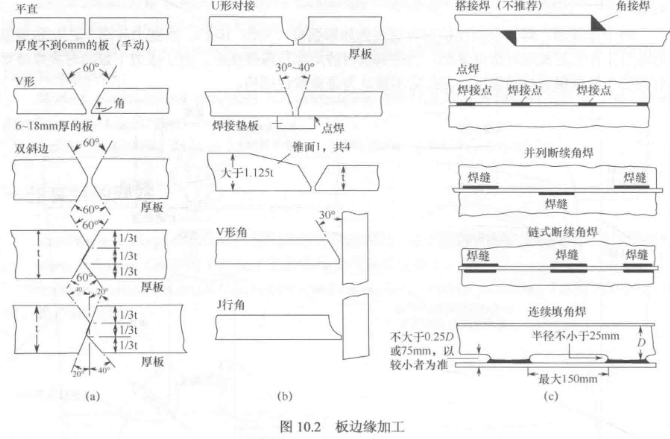 平直
厚度不到6mm的板（手动）
60°
V形
角
6~18mm厚的板
双斜边
60°
60°
厚板
60°
t
1/3t
1/3t
1/3t
60°
厚板
40°
20°
t
1/3t
1/3t
1/3t
厚板
20°
40°
(a)
U形对接
厚板
30°~40°
焊接垫板
点焊
锥面1，共4
大于1.125t
t
30°
V形角
J行角
(b)
搭接焊（不推荐）
角接焊
点焊
焊接点
焊接点
焊接点
并列断续角焊
焊缝
焊缝
焊缝
链式断续角焊
焊缝
焊缝
焊缝
连续填角焊
不大于0.25D
或75mm，以
较小者为准
半径不小于25mm
D
最大150mm
(c)
图 10.2 板边缘加工